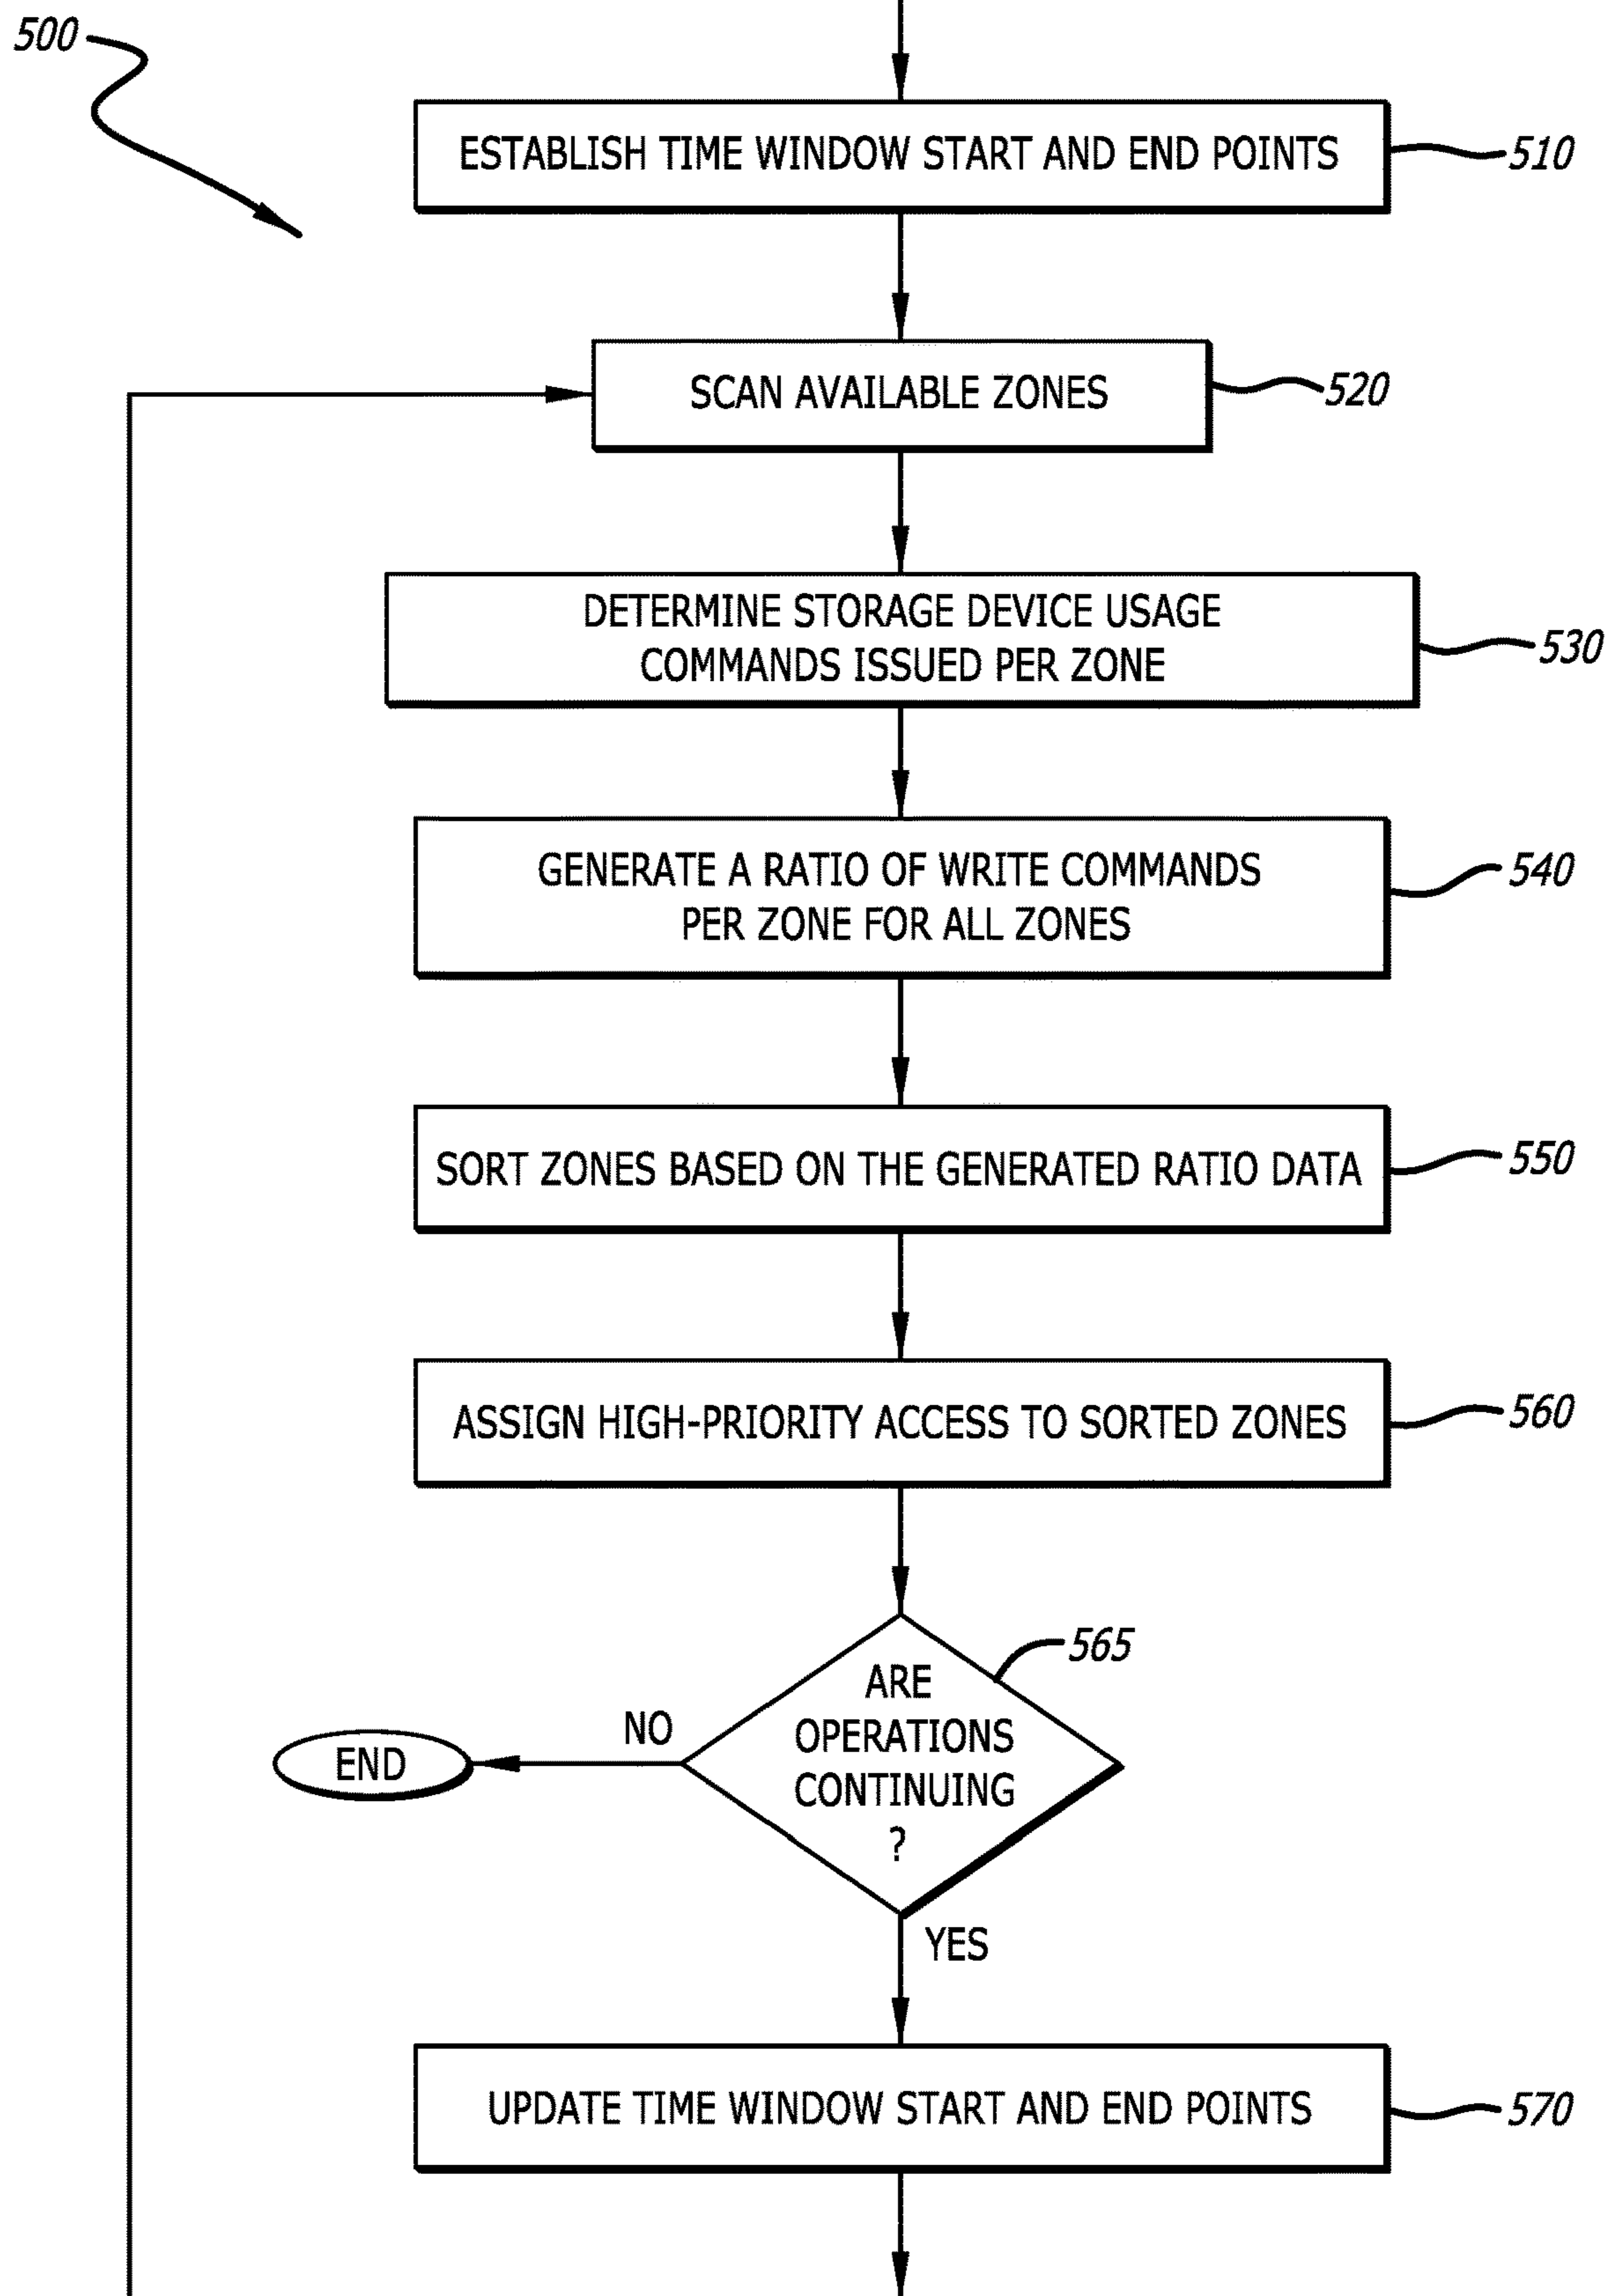 500
ESTABLISH TIME WINDOW START AND END POINTS
510
SCAN AVAILABLE ZONES
520
DETERMINE STORAGE DEVICE USAGE
COMMANDS ISSUED PER ZONE
530
GENERATE A RATIO OF WRITE COMMANDS
PER ZONE FOR ALL ZONES
540
SORT ZONES BASED ON THE GENERATED RATIO DATA
550
ASSIGN HIGH-PRIORITY ACCESS TO SORTED ZONES
560
ARE
OPERATIONS
CONTINUING
?
565
NO
END
YES
UPDATE TIME WINDOW START AND END POINTS
570